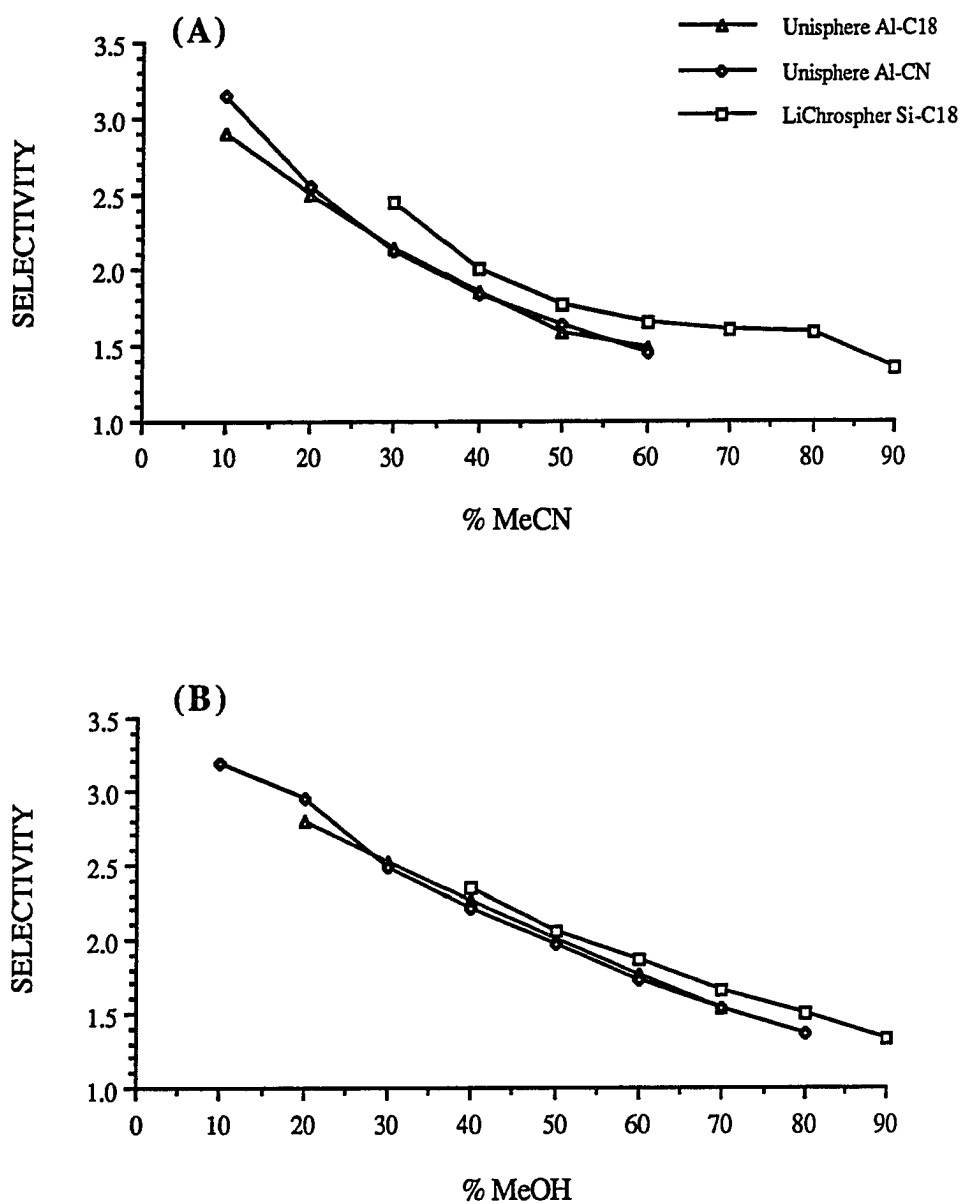 (A)
Unisphere Al-C18
Unisphere Al-CN
LiChrospher Si-C18
SELECTIVITY
3.5
3.0
2.5
2.0
1.5
1.0
0 10 20 30 40 50 60 70 80 90
% MeCN
(B)
SELECTIVITY
3.5
3.0
2.5
2.0
1.5
1.0
0 10 20 30 40 50 60 70 80 90
% MeOH